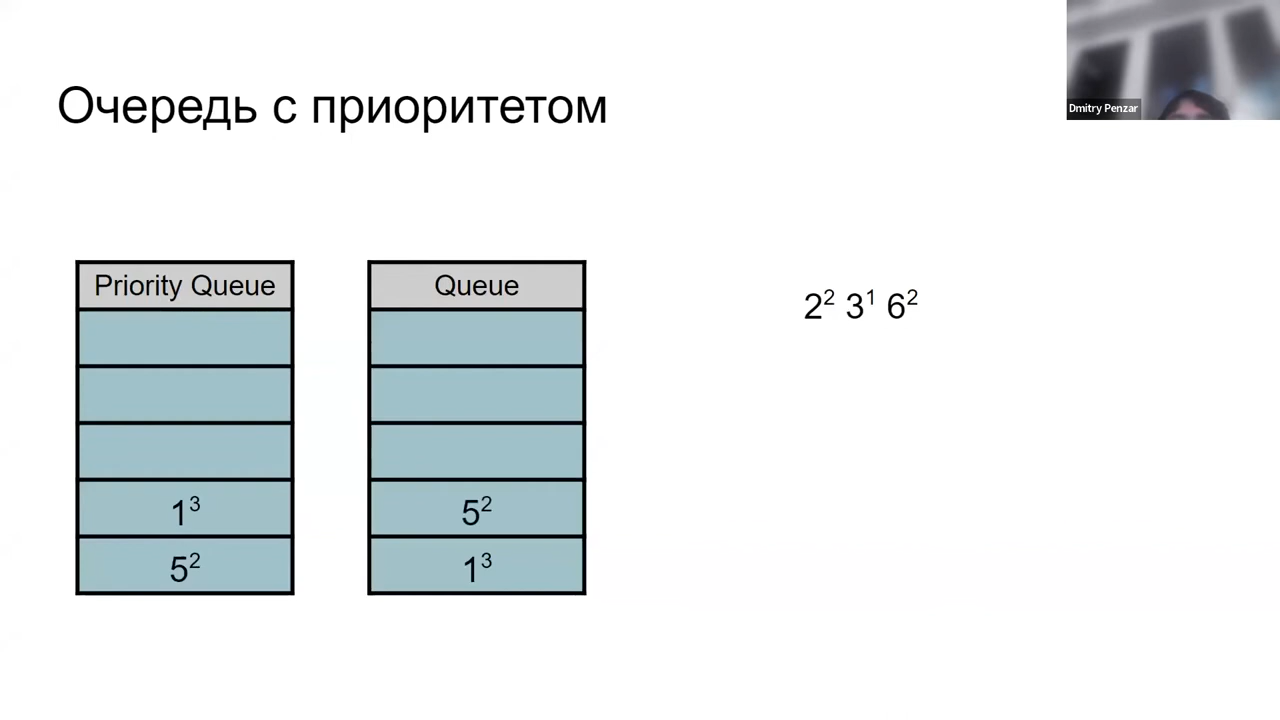 Dmitry Penzar
Очередь с приоритетом
Priority Queue
Queue
2² 3¹ 6²
1³
5²
5²
1³